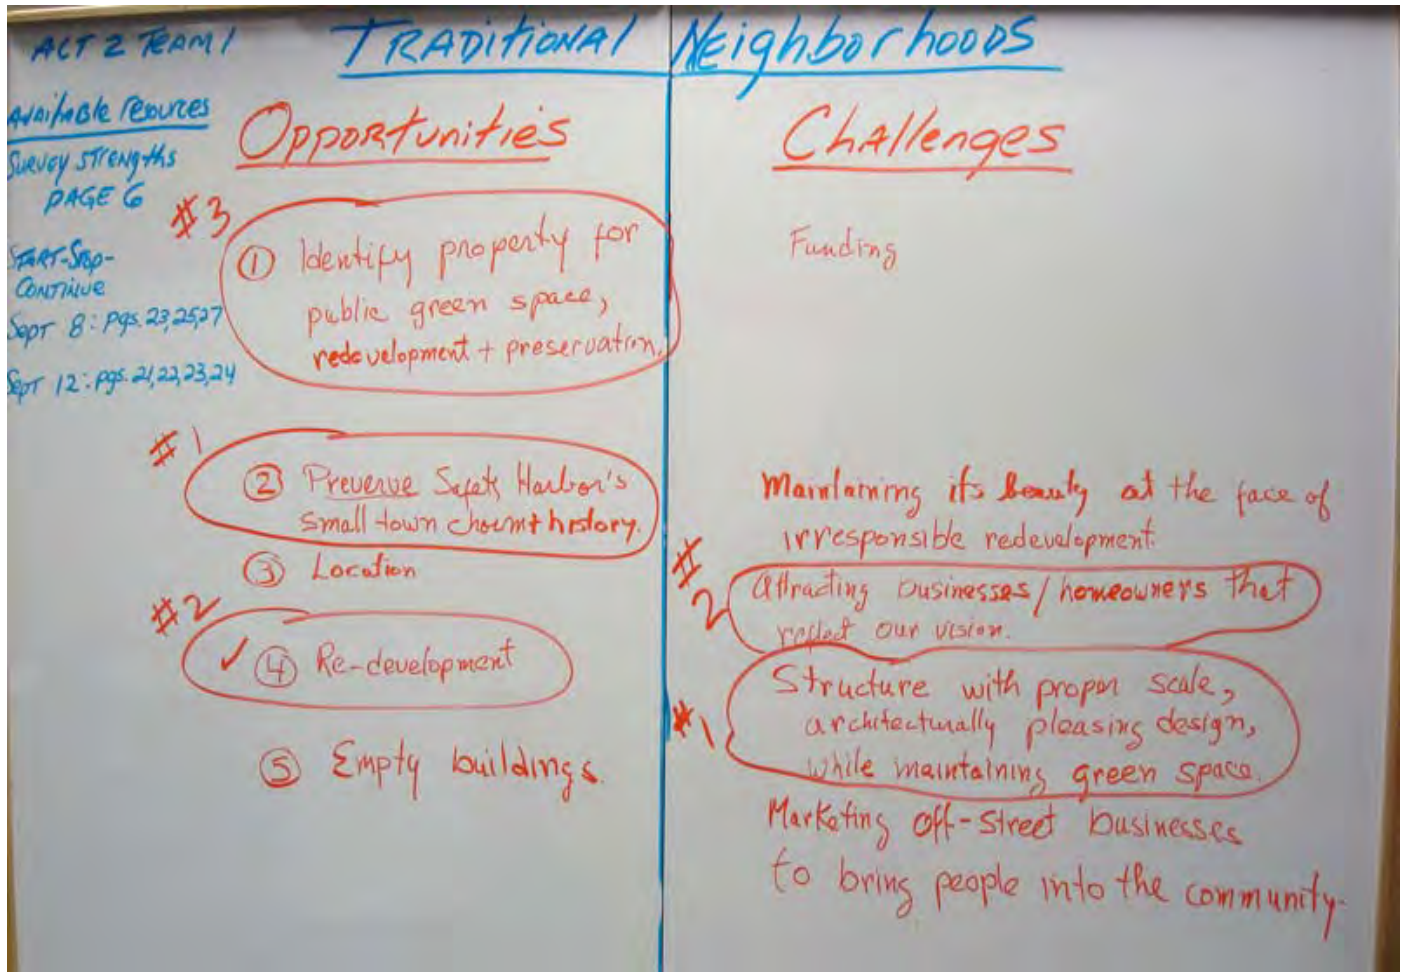 ACT 2 TEAM 1
TRADITIONAL NEighborhooDS
Available resources
Survey strengths
PAGE 6
START-Stop-
Continue
Sept 8: pgs. 23,25,27
Sept 12: pgs. 21,22,23,24
Opportunities
#3
① Identify property for
public green space,
redevelopment + preservation.
#1
② Preverve Safety Harbor's
small town charm + history.
③ Location
#2
✓ ④ Re-development
⑤ Empty buildings.
Challenges
Funding
Maintaining its beauty at the face of
irresponsible redevelopment.
#2
Attracting businesses/homeowners that
reflect our vision.
#1
Structure with proper scale,
architecturally pleasing design,
while maintaining green space.
Marketing off-street businesses
to bring people into the community.